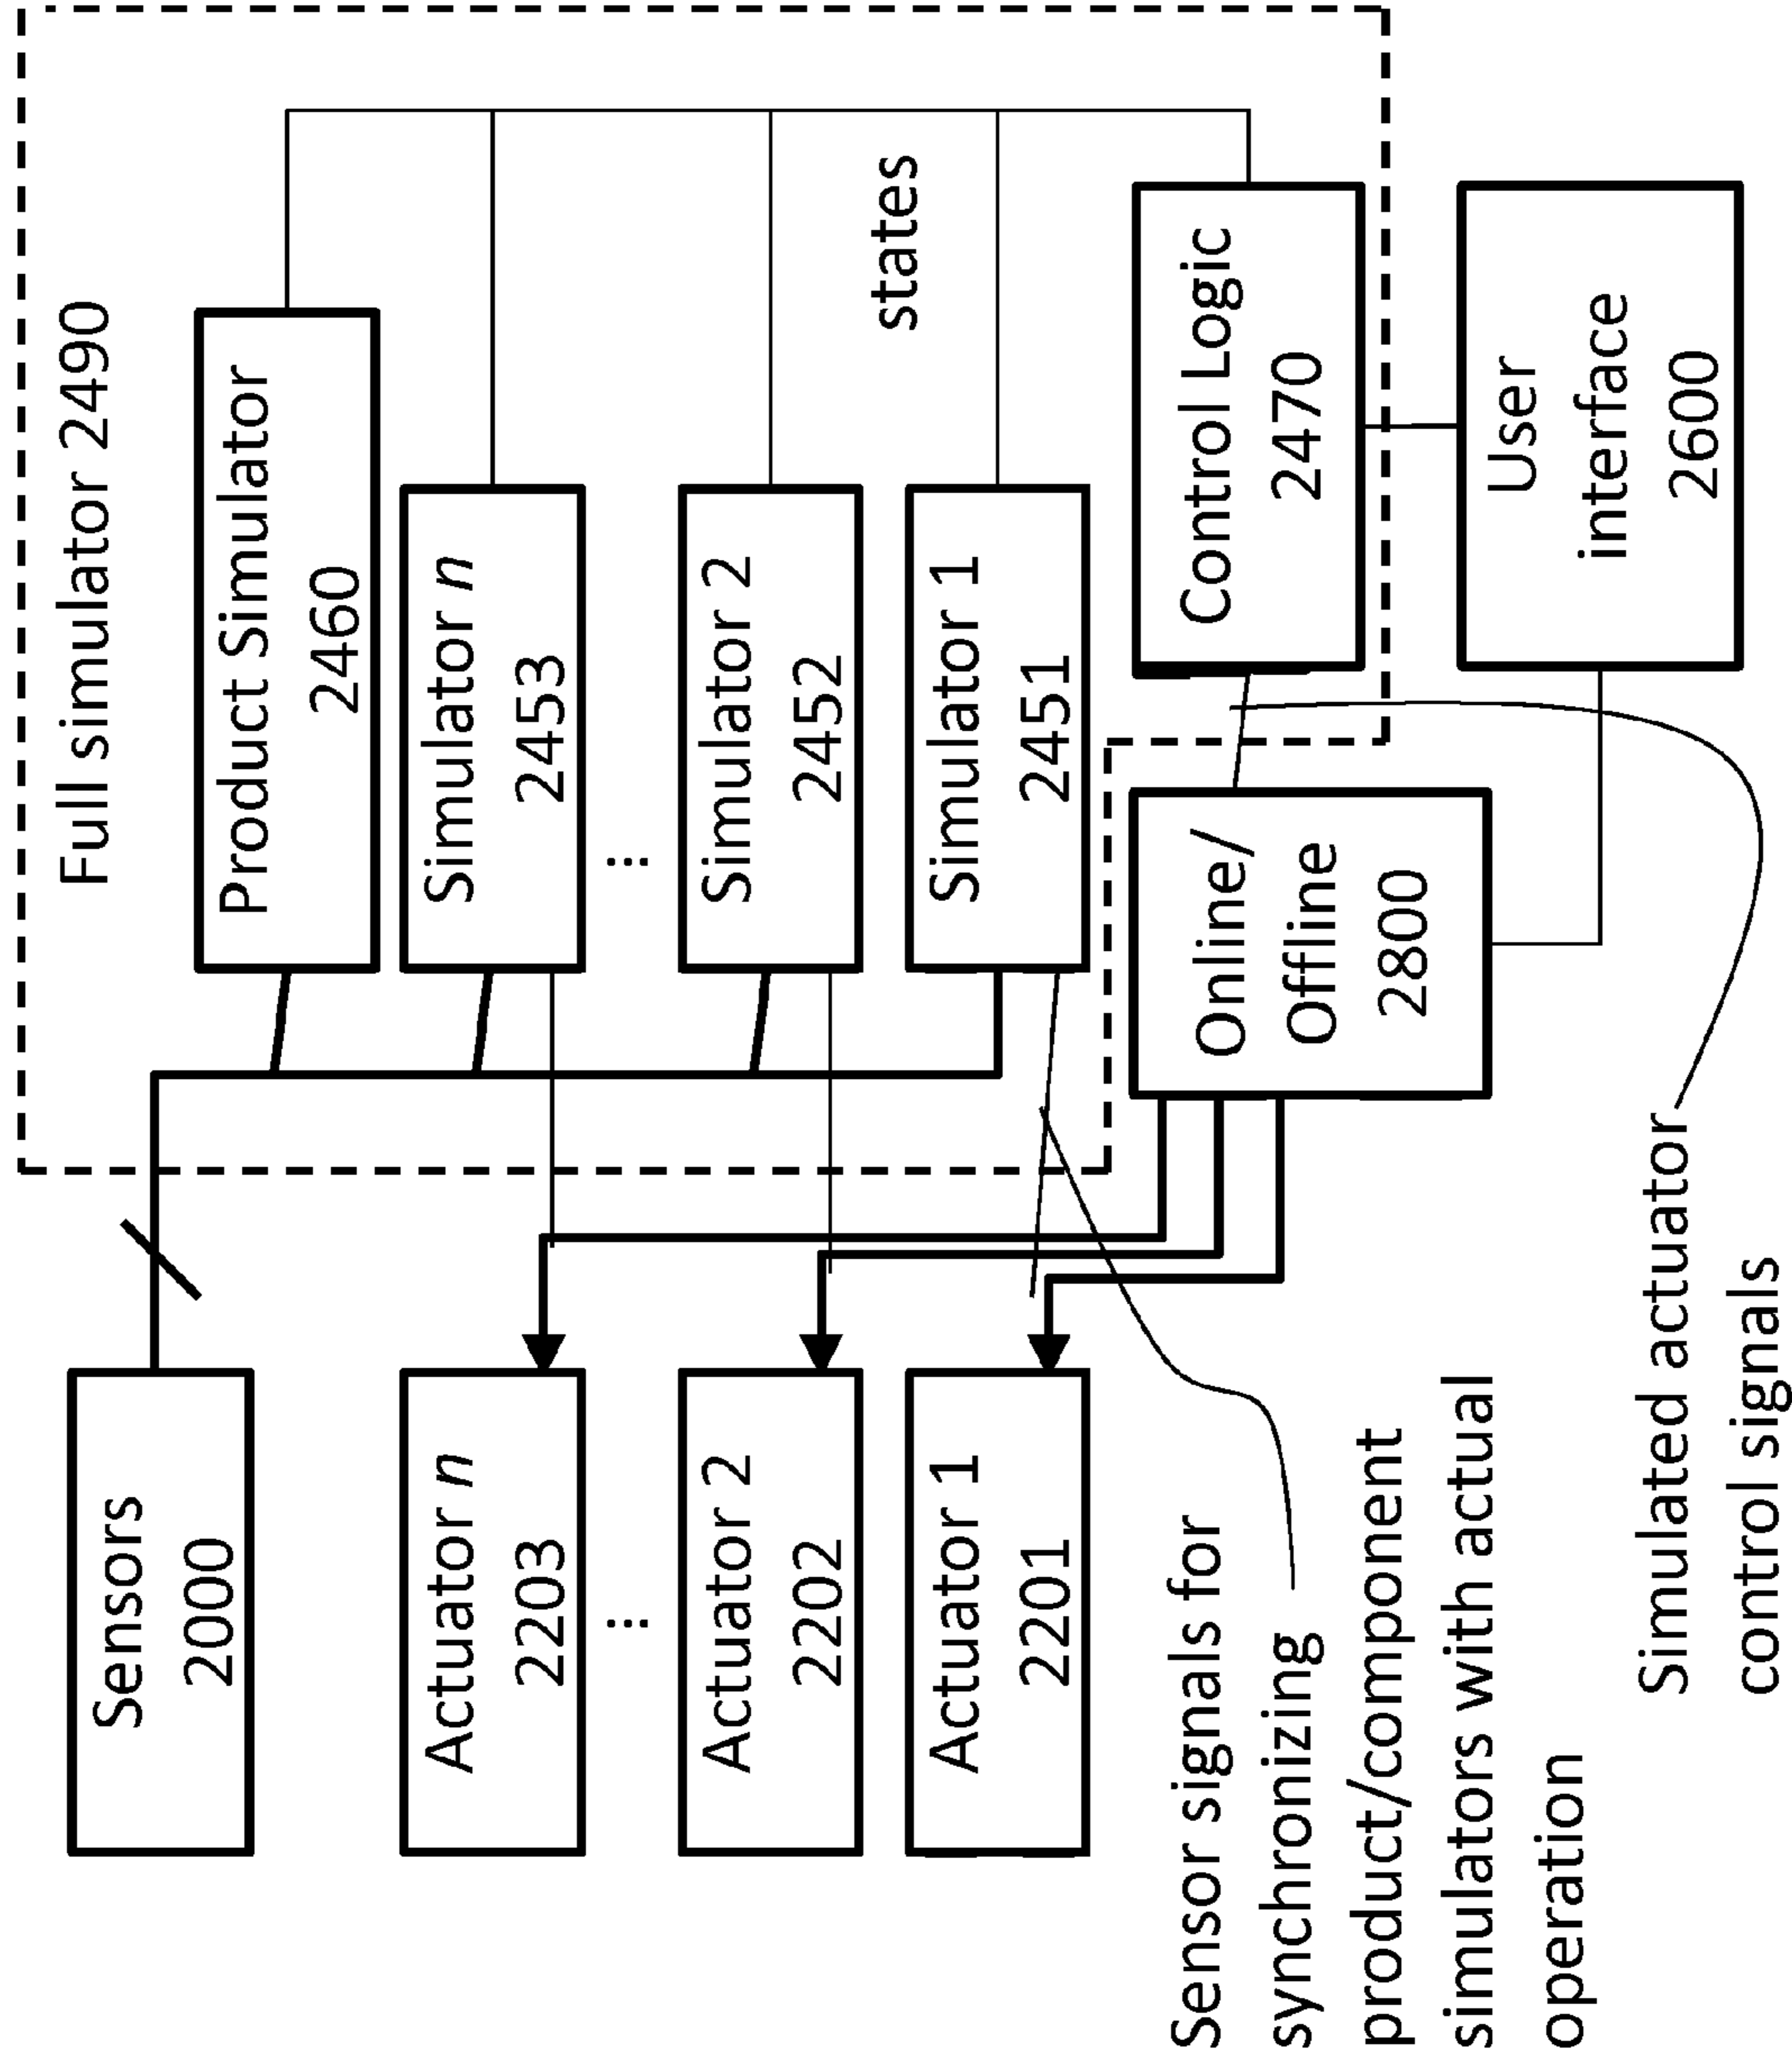 Full simulator 2490
Sensors
2000
Product Simulator
2460
Actuator n
2203
Simulator n
2453
...
...
Actuator 2
2202
Simulator 2
2452
states
Actuator 1
2201
Simulator 1
2451
Online/
Offline
2800
Control Logic
2470
User
interface
2600
Sensor signals for
synchronizing
product/component
simulators with actual
operation
Simulated actuator
control signals